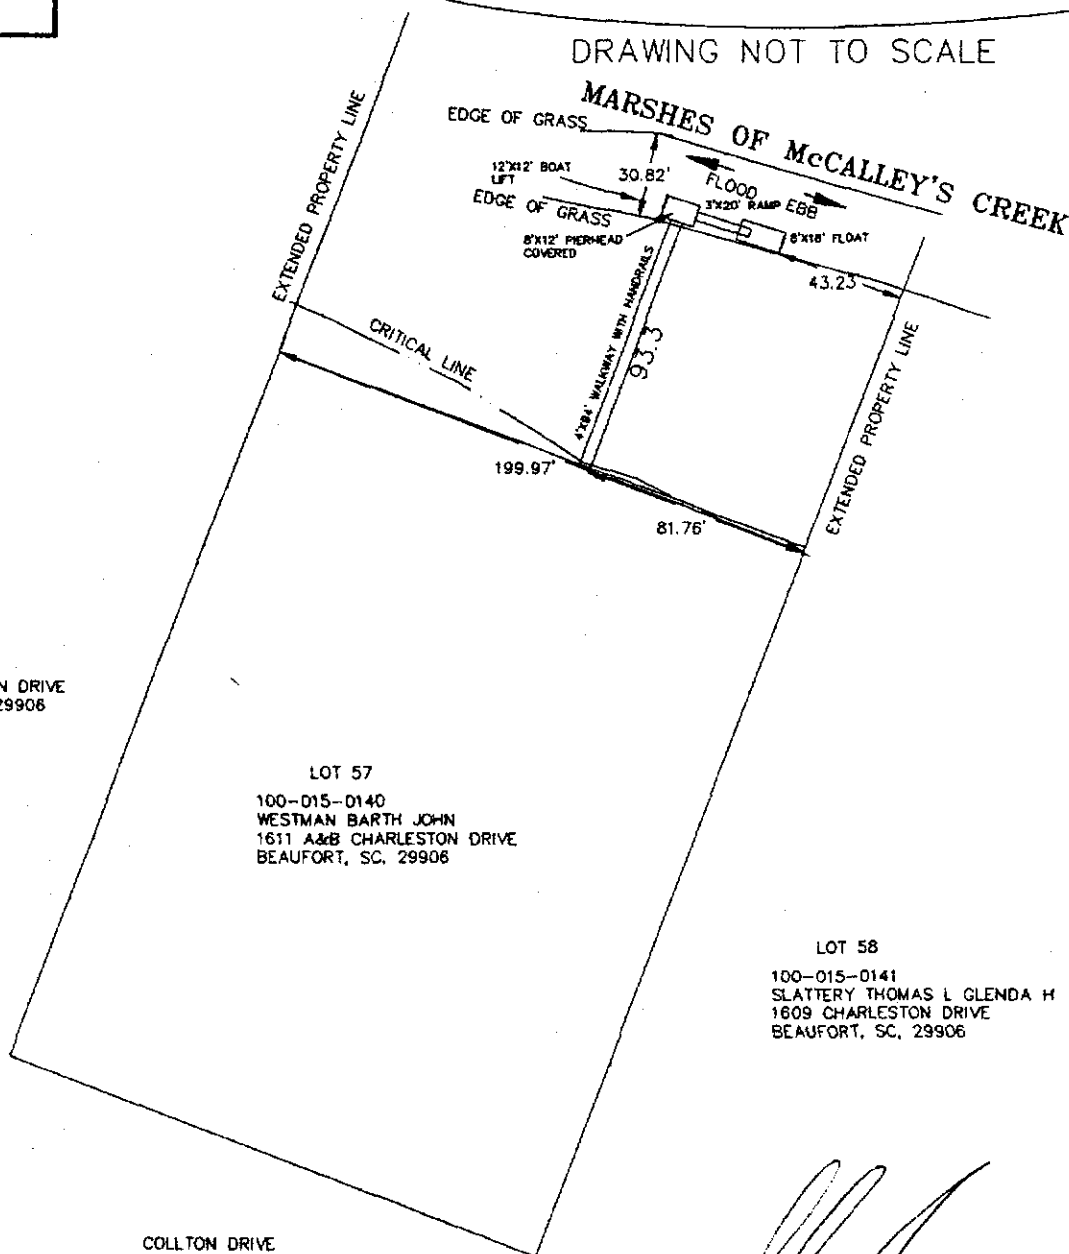 DRAWING NOT TO SCALE
MARSHES OF McCALLEY'S CREEK
EDGE OF GRASS
EXTENDED PROPERTY LINE
12'X12' BOAT
LIFT
30.82'
FLOOD
EBB
3'X20' RAMP
EDGE OF GRASS
8'X12' PIERHEAD
COVERED
8'X18' FLOAT
43.23
4'X94' WALKWAY WITH HANDRAILS
93.3
CRITICAL LINE
EXTENDED PROPERTY LINE
199.97'
81.76'
N DRIVE
29906
LOT 57
100-015-0140
WESTMAN BARTH JOHN
1611 A&B CHARLESTON DRIVE
BEAUFORT, SC, 29906
LOT 58
100-015-0141
SLATTERY THOMAS L GLENDA H
1609 CHARLESTON DRIVE
BEAUFORT, SC, 29906
COLLTON DRIVE